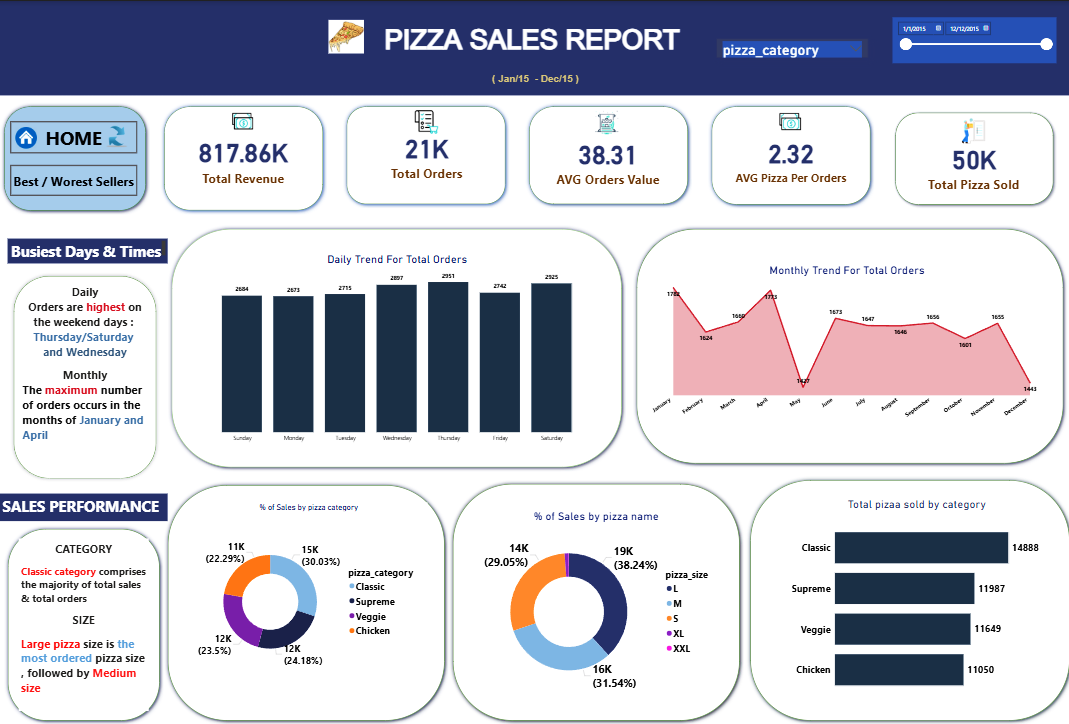 PIZZA SALES REPORT
( Jan/15 - Dec/15 )
pizza_category
1/1/2015 12/12/2015
HOME
Best / Worest Sellers
817.86K
Total Revenue
21K
Total Orders
38.31
AVG Orders Value
2.32
AVG Pizza Per Orders
50K
Total Pizza Sold
Busiest Days & Times
Daily
Orders are highest on
the weekend days :
Thursday/Saturday
and Wednesday
Monthly
The maximum number
of orders occurs in the
months of January and
April
Daily Trend For Total Orders
2684 2673 2715 2897 2951 2742 2925
Sunday Monday Tuesday Wednesday Thursday Friday Saturday
Monthly Trend For Total Orders
1782 1624 1660 1773 1427 1673 1647 1646 1656 1601 1655 1443
January February March April May June July August September October November December
SALES PERFORMANCE
CATEGORY
Classic category comprises
the majority of total sales
& total orders
SIZE
Large pizza size is the
most ordered pizza size
, followed by Medium
size
% of Sales by pizza category
11K
(22.29%)
15K
(30.03%)
12K
(23.5%)
12K
(24.18%)
pizza_category
Classic
Supreme
Veggie
Chicken
% of Sales by pizza name
14K
(29.05%)
19K
(38.24%)
16K
(31.54%)
pizza_size
L
M
S
XL
XXL
Total pizaa sold by category
Classic 14888
Supreme 11987
Veggie 11649
Chicken 11050